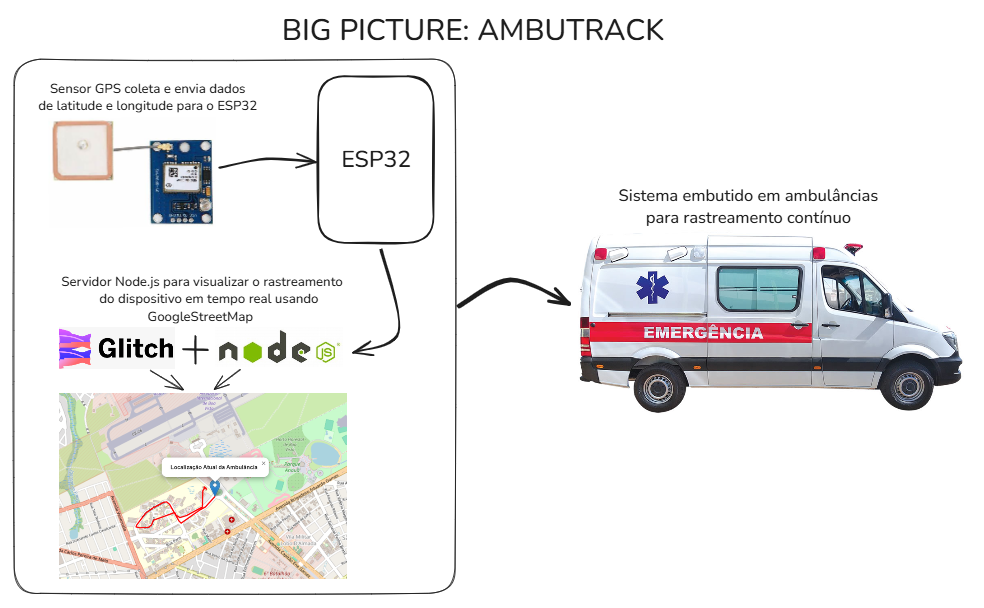 BIG PICTURE: AMBUTRACK
Sensor GPS coleta e envia dados
de latitude e longitude para o ESP32
ESP32
Sistema embutido em ambulâncias
para rastreamento contínuo
EMERGÊNCIA
Servidor Node.js para visualizar o rastreamento
do dispositivo em tempo real usando
GoogleStreetMap
Glitch
node
JS
Localização Atual da Ambulância
Parque